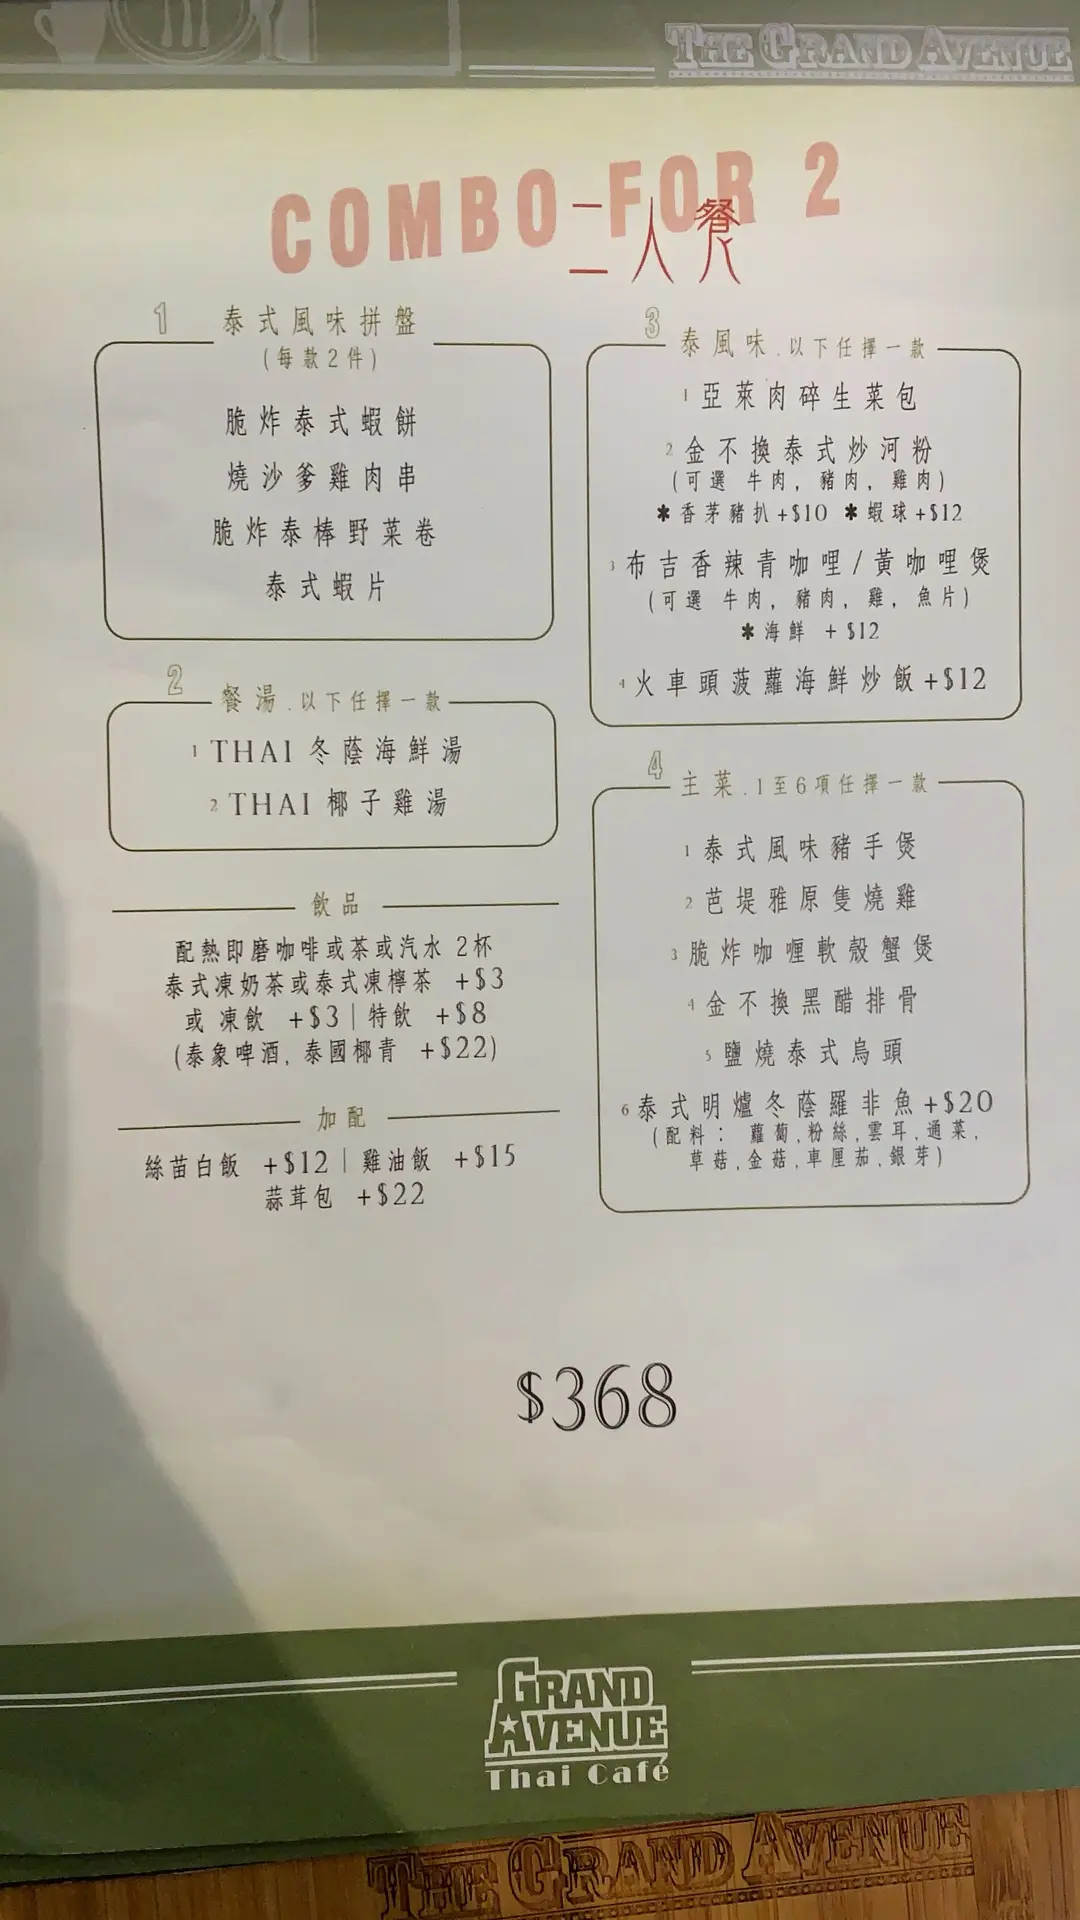 THE GRAND AVENUE
COMBO FOR 2
二人餐
1 泰式風味拼盤
(每款2件)
脆炸泰式蝦餅
燒沙爹雞肉串
脆炸泰棒野菜卷
泰式蝦片
2 餐湯.以下任擇一款
1 THAI 冬蔭海鮮湯
2 THAI 椰子雞湯
飲品
配熱即磨咖啡或茶或汽水 2杯
泰式凍奶茶或泰式凍檸茶 +$3
或 凍飲 +$3 | 特飲 +$8
(泰象啤酒, 泰國椰青 +$22)
加配
絲苗白飯 +$12 | 雞油飯 +$15
蒜茸包 +$22
3 泰風味.以下任擇一款
1 亞萊肉碎生菜包
2 金不換泰式炒河粉
(可選 牛肉, 豬肉, 雞肉)
✱香茅豬扒+$10 ✱蝦球+$12
3 布吉香辣青咖哩/黃咖哩煲
(可選 牛肉, 豬肉, 雞, 魚片)
✱海鮮 +$12
4 火車頭菠蘿海鮮炒飯+$12
4 主菜.1至6項任擇一款
1 泰式風味豬手煲
2 芭堤雅原隻燒雞
3 脆炸咖喱軟殼蟹煲
4 金不換黑醋排骨
5 鹽燒泰式烏頭
6 泰式明爐冬蔭羅非魚+$20
(配料: 蘿蔔,粉絲,雲耳,通菜,
草菇,金菇,車厘茄,銀芽)
$368
GRAND
AVENUE
Thai Café
THE GRAND AVENUE